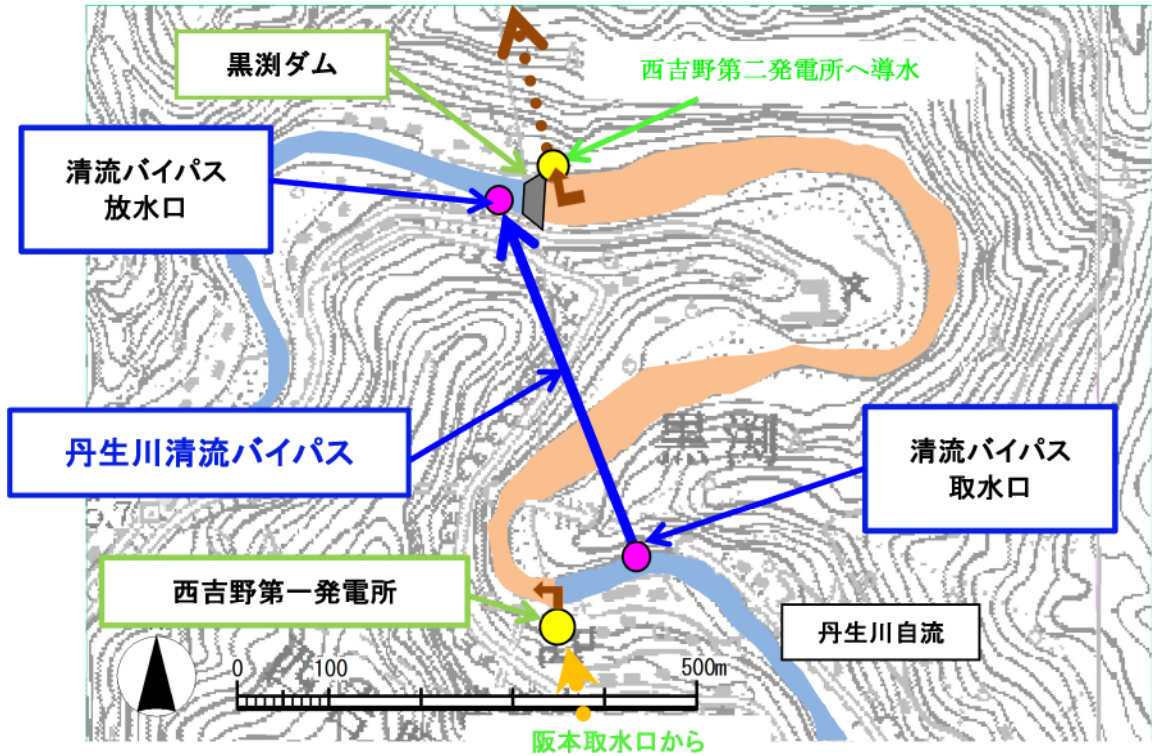 黒渕ダム
西吉野第二発電所へ導水
清流バイパス
放水口
丹生川清流バイパス
黒渕
清流バイパス
取水口
西吉野第一発電所
丹生川自流
0 100 500m
阪本取水口から